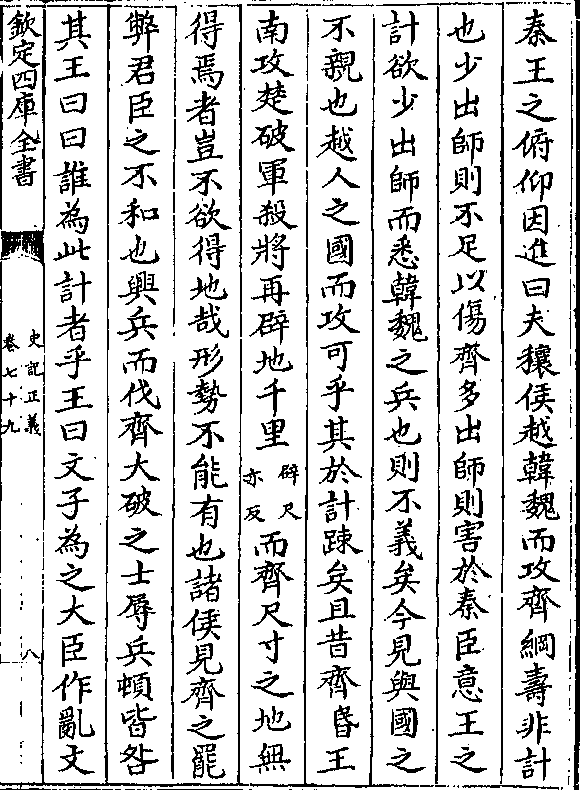 秦王之俯仰因進曰夫穰侯越韓魏而攻齊綱壽非計
也少出師則不足以傷齊多出師則害於秦臣意王之
計欲少出師而悉韓魏之兵也則不義矣今見與國之
不親也越人之國而攻可乎其於計踈矣且昔齊湣王
南攻楚破軍殺將再辟地千里辟尺亦反而齊尺寸之地無
得焉者豈不欲得地哉形勢不能有也諸侯見齊之罷
弊君臣之不和也興兵而伐齊大破之士辱兵頓皆咎
其王曰曰誰為此計者乎王曰文子為之大臣作亂文
欽定四庫全書
史記正義
卷七十九
八